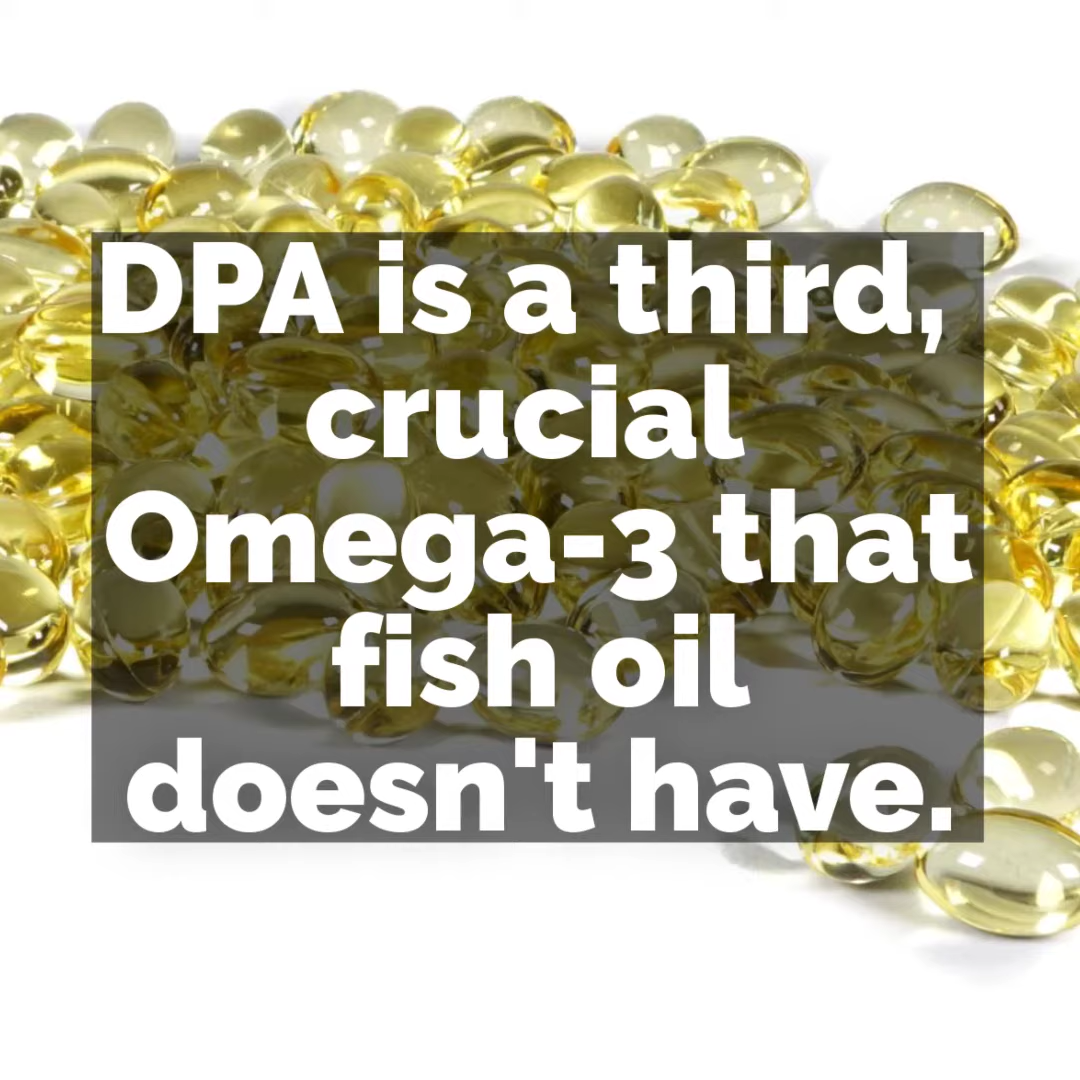 DPA is a third,
crucial
Omega-3 that
fish oil
doesn't have.